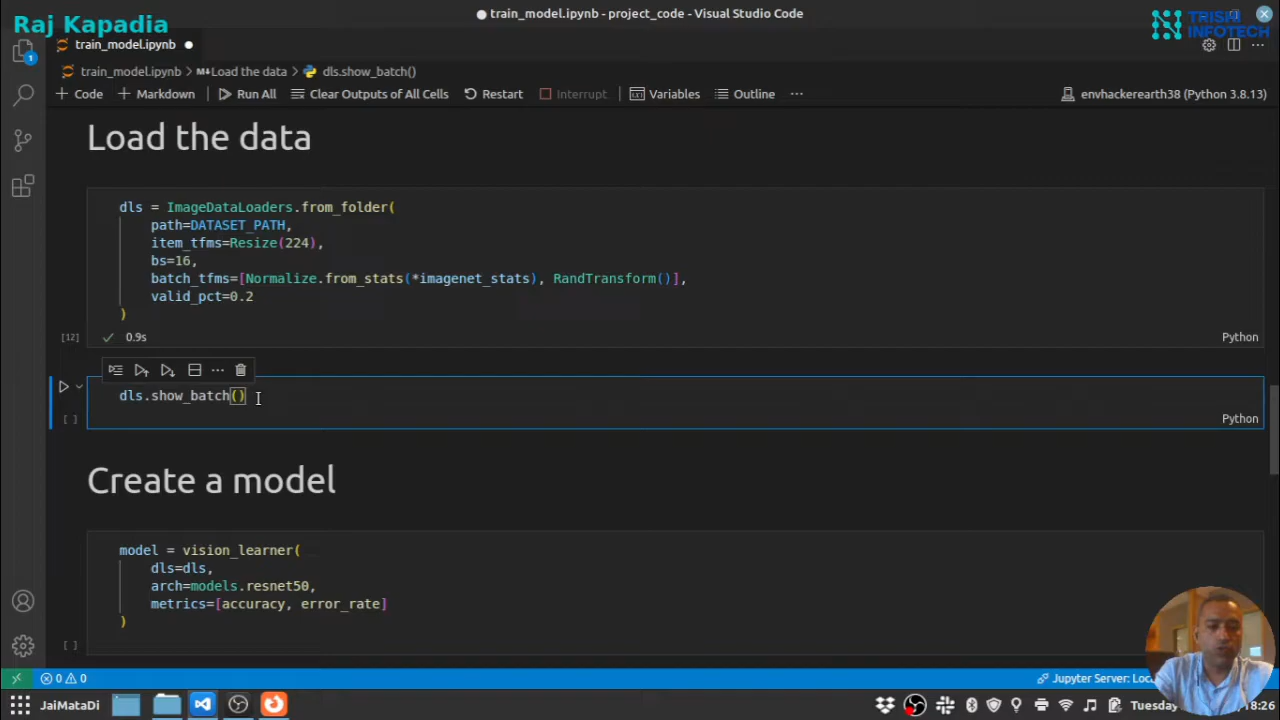 Raj Kapadia
train_model.ipynb - project_code - Visual Studio Code
TRISHI
INFOTECH
train_model.ipynb
train_model.ipynb > M↓Load the data > dls.show_batch()
Code Markdown Run All Clear Outputs of All Cells Restart Interrupt Variables Outline ... envhackerearth38 (Python 3.8.13)
1
Load the data
dls = ImageDataLoaders.from_folder(
path=DATASET_PATH,
item_tfms=Resize(224),
bs=16,
batch_tfms=[Normalize.from_stats(*imagenet_stats), RandTransform()],
valid_pct=0.2
)
[12] 0.9s Python
dls.show_batch()
[ ] Python
Create a model
model = vision_learner(
dls=dls,
arch=models.resnet50,
metrics=[accuracy, error_rate]
)
[ ]
0 0 Jupyter Server: Loc
JaiMataDi Tuesday 18:26